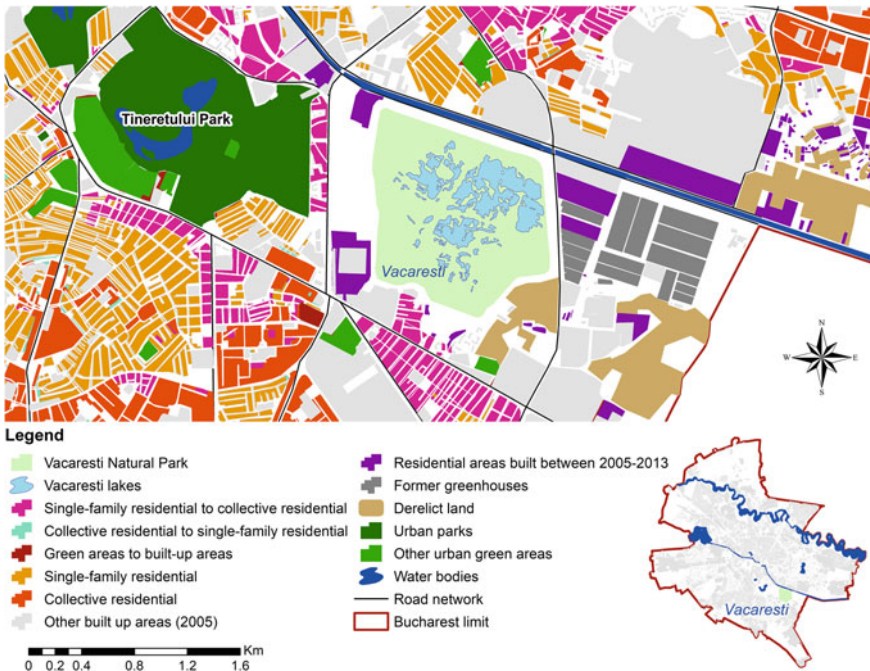 Tineretului Park
Vacaresti
N
W E
S
Legend
Vacaresti Natural Park
Vacaresti lakes
Single-family residential to collective residential
Collective residential to single-family residential
Green areas to built-up areas
Single-family residential
Collective residential
Other built up areas (2005)
Residential areas built between 2005-2013
Former greenhouses
Derelict land
Urban parks
Other urban green areas
Water bodies
Road network
Bucharest limit
Km
0 0.2 0.4 0.8 1.2 1.6
Vacaresti